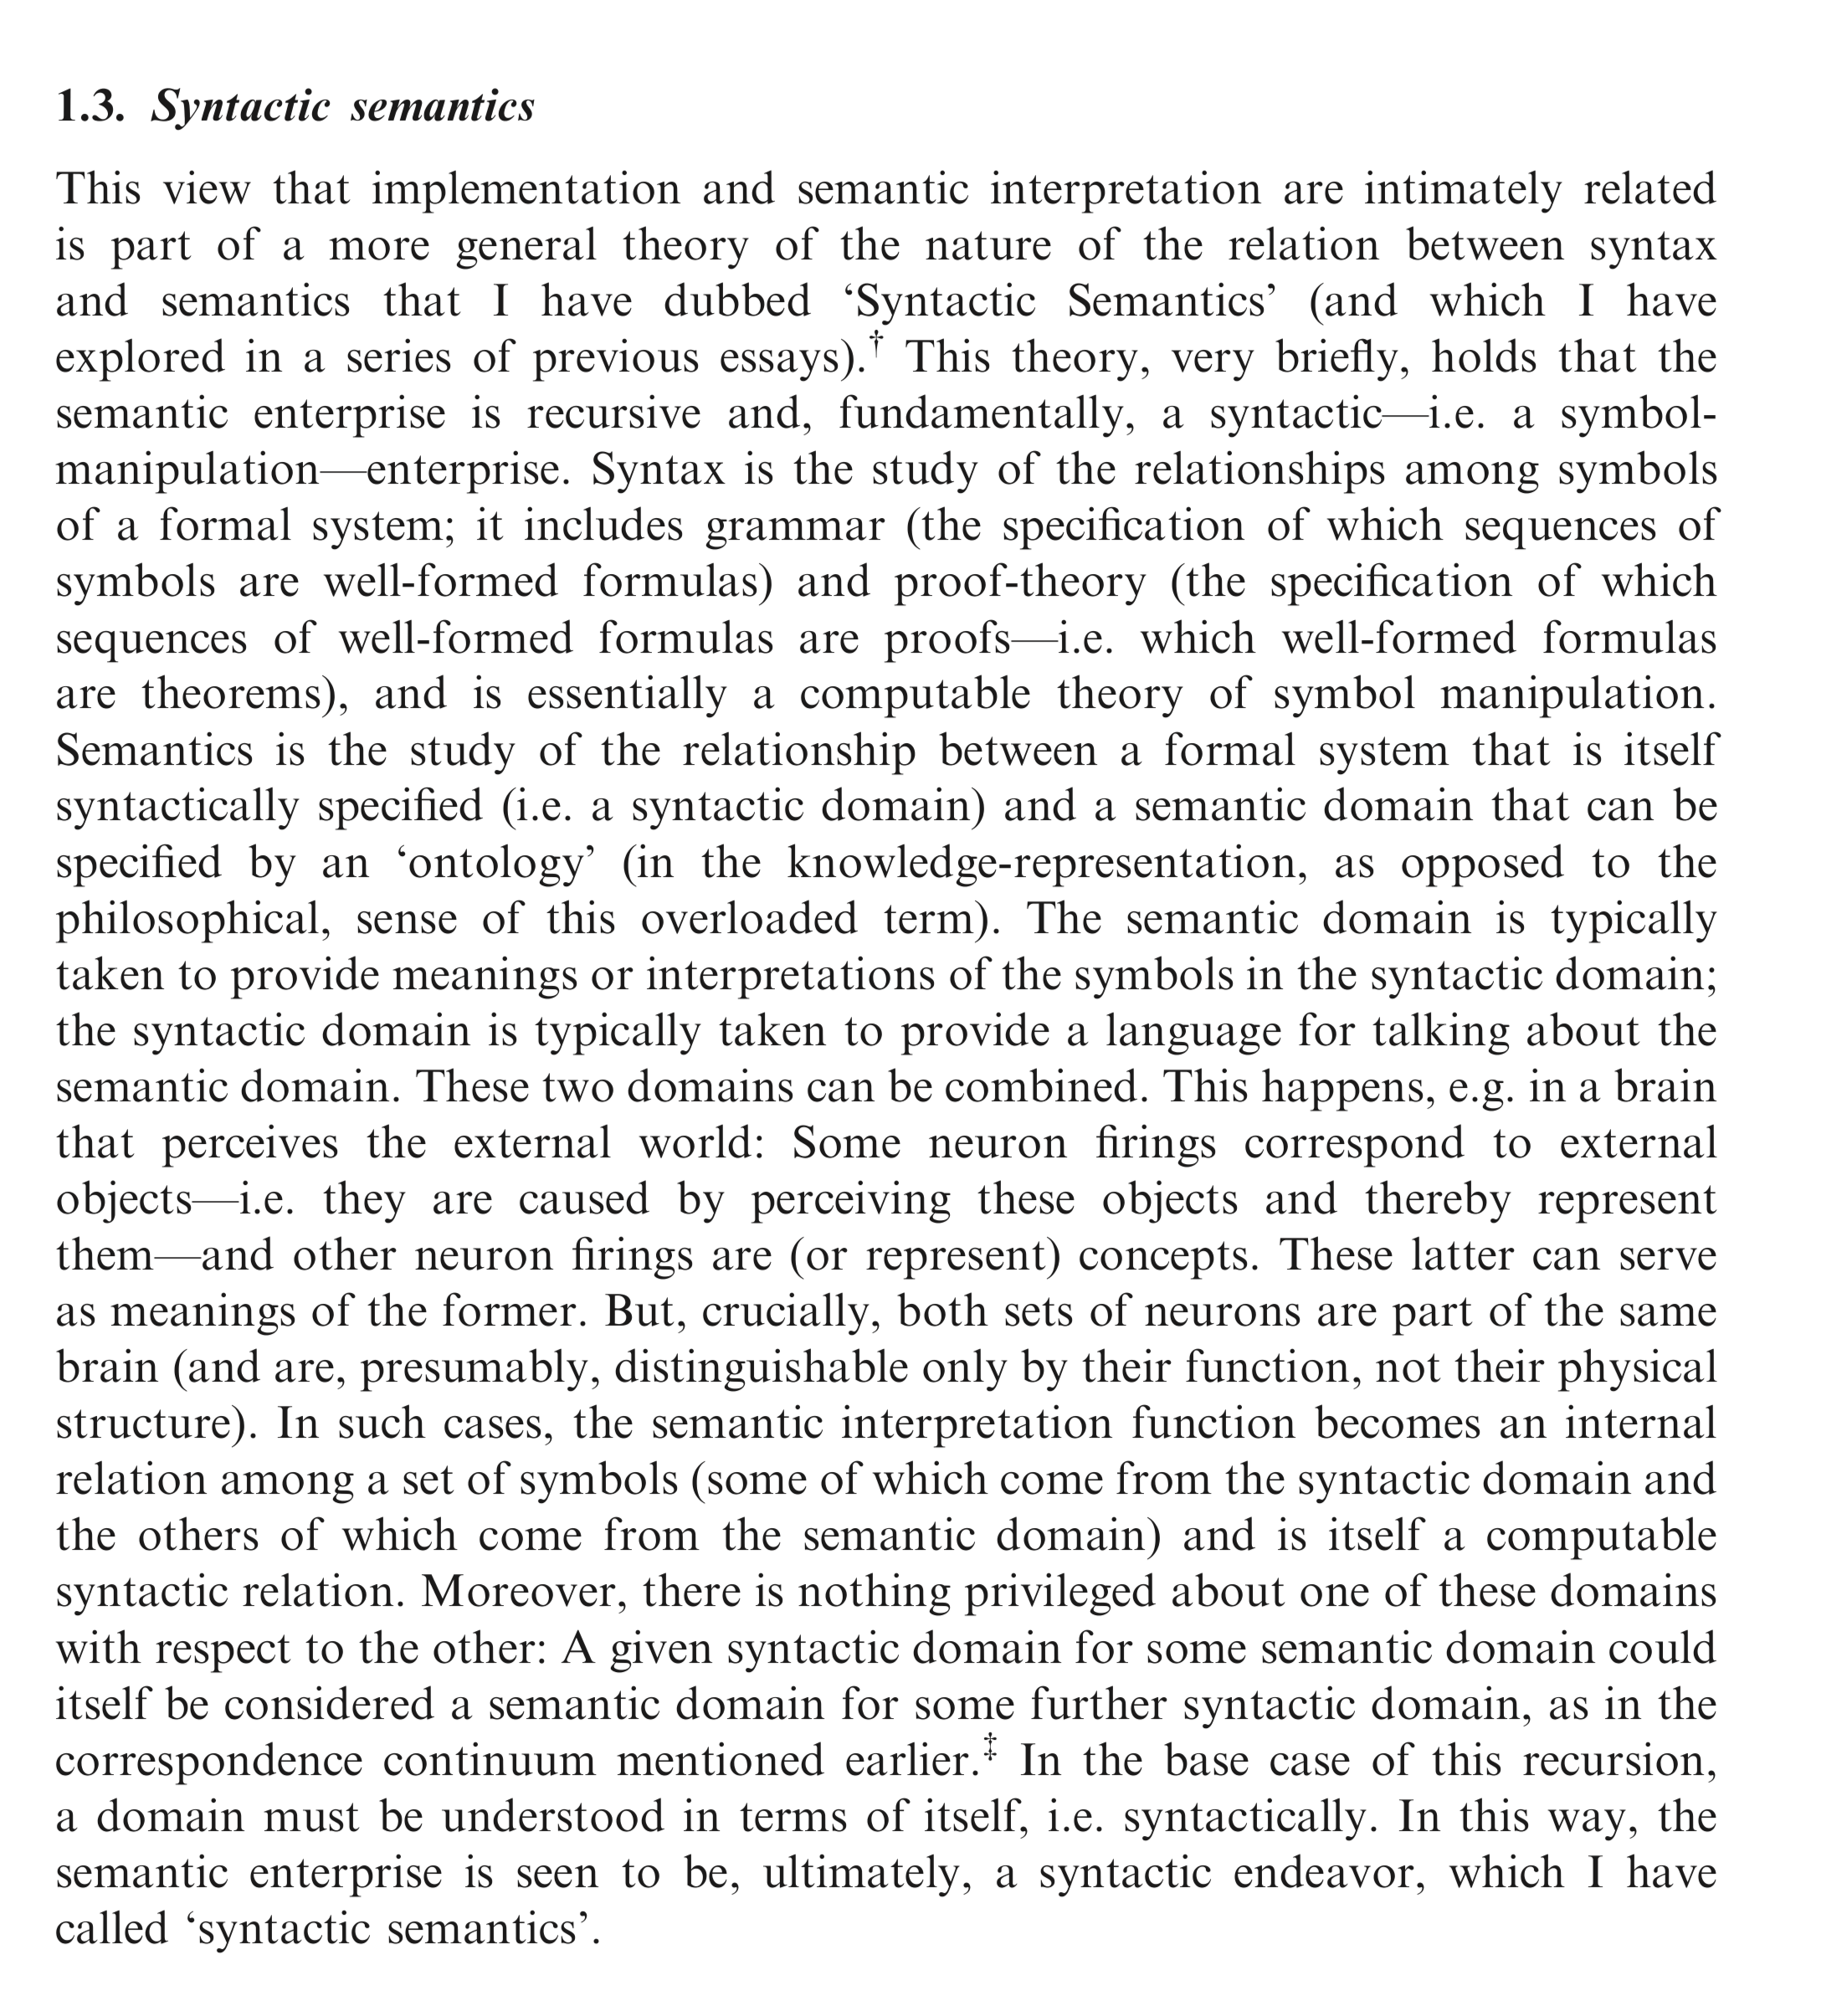 1.3. Syntactic semantics
This view that implementation and semantic interpretation are intimately related
is part of a more general theory of the nature of the relation between syntax
and semantics that I have dubbed ‘Syntactic Semantics’ (and which I have
explored in a series of previous essays).† This theory, very briefly, holds that the
semantic enterprise is recursive and, fundamentally, a syntactic—i.e. a symbol-
manipulation—enterprise. Syntax is the study of the relationships among symbols
of a formal system; it includes grammar (the specification of which sequences of
symbols are well-formed formulas) and proof-theory (the specification of which
sequences of well-formed formulas are proofs—i.e. which well-formed formulas
are theorems), and is essentially a computable theory of symbol manipulation.
Semantics is the study of the relationship between a formal system that is itself
syntactically specified (i.e. a syntactic domain) and a semantic domain that can be
specified by an ‘ontology’ (in the knowledge-representation, as opposed to the
philosophical, sense of this overloaded term). The semantic domain is typically
taken to provide meanings or interpretations of the symbols in the syntactic domain;
the syntactic domain is typically taken to provide a language for talking about the
semantic domain. These two domains can be combined. This happens, e.g. in a brain
that perceives the external world: Some neuron firings correspond to external
objects—i.e. they are caused by perceiving these objects and thereby represent
them—and other neuron firings are (or represent) concepts. These latter can serve
as meanings of the former. But, crucially, both sets of neurons are part of the same
brain (and are, presumably, distinguishable only by their function, not their physical
structure). In such cases, the semantic interpretation function becomes an internal
relation among a set of symbols (some of which come from the syntactic domain and
the others of which come from the semantic domain) and is itself a computable
syntactic relation. Moreover, there is nothing privileged about one of these domains
with respect to the other: A given syntactic domain for some semantic domain could
itself be considered a semantic domain for some further syntactic domain, as in the
correspondence continuum mentioned earlier.‡ In the base case of this recursion,
a domain must be understood in terms of itself, i.e. syntactically. In this way, the
semantic enterprise is seen to be, ultimately, a syntactic endeavor, which I have
called ‘syntactic semantics’.